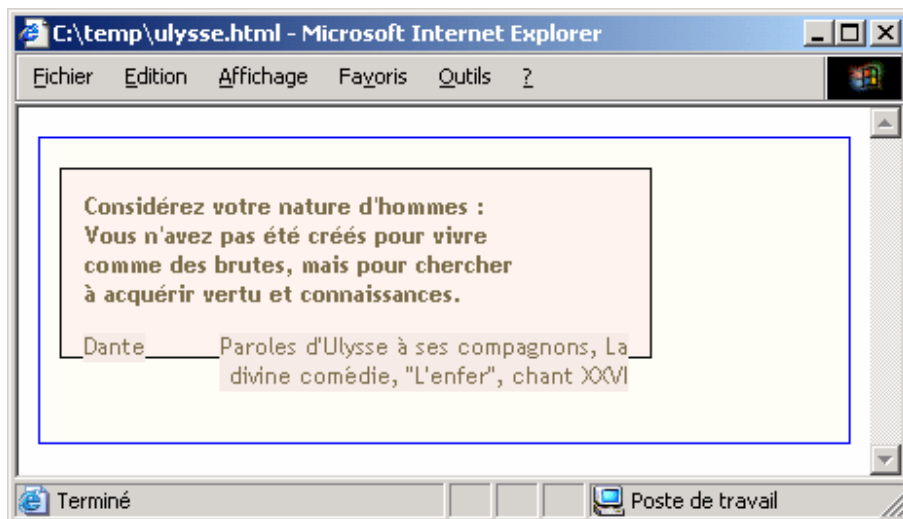 C:\temp\ulysse.html - Microsoft Internet Explorer
Fichier Edition Affichage Favoris Outils ?
Considérez votre nature d'hommes :
Vous n'avez pas été créés pour vivre
comme des brutes, mais pour chercher
à acquérir vertu et connaissances.
Dante Paroles d'Ulysse à ses compagnons, La
divine comédie, "L'enfer", chant XXVI
Terminé Poste de travail